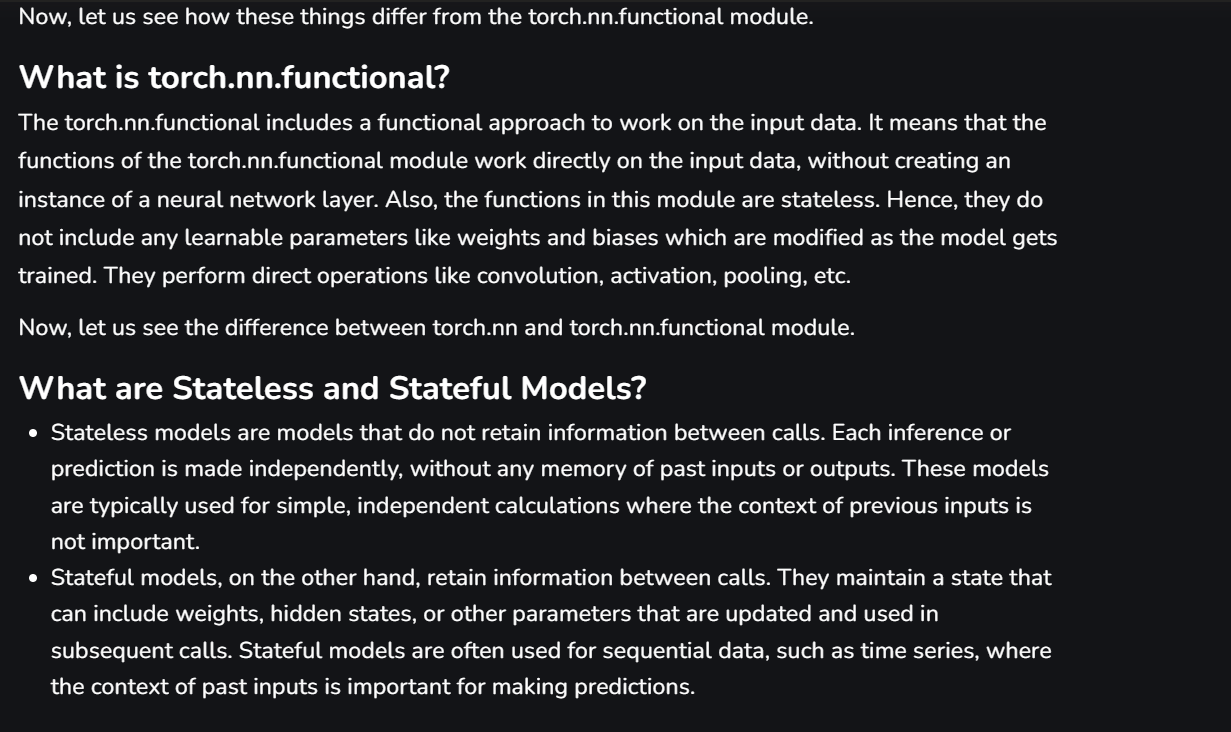 Now, let us see how these things differ from the torch.nn.functional module.
What is torch.nn.functional?
The torch.nn.functional includes a functional approach to work on the input data. It means that the
functions of the torch.nn.functional module work directly on the input data, without creating an
instance of a neural network layer. Also, the functions in this module are stateless. Hence, they do
not include any learnable parameters like weights and biases which are modified as the model gets
trained. They perform direct operations like convolution, activation, pooling, etc.
Now, let us see the difference between torch.nn and torch.nn.functional module.
What are Stateless and Stateful Models?
• Stateless models are models that do not retain information between calls. Each inference or
prediction is made independently, without any memory of past inputs or outputs. These models
are typically used for simple, independent calculations where the context of previous inputs is
not important.
• Stateful models, on the other hand, retain information between calls. They maintain a state that
can include weights, hidden states, or other parameters that are updated and used in
subsequent calls. Stateful models are often used for sequential data, such as time series, where
the context of past inputs is important for making predictions.